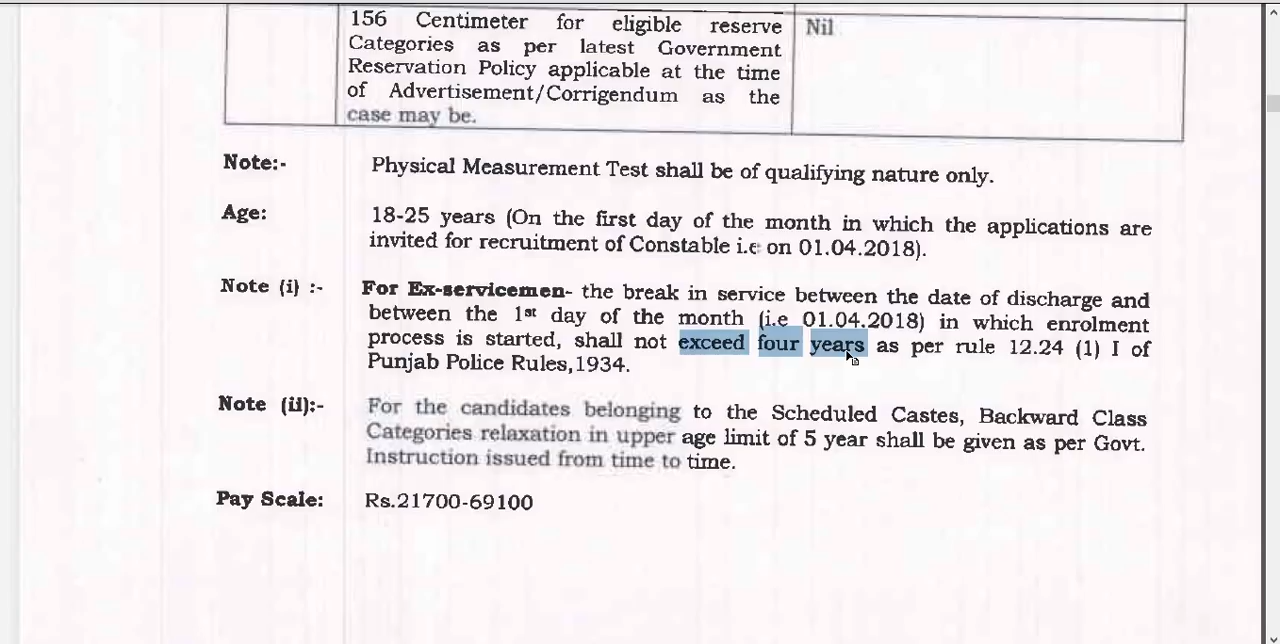 156 Centimeter for eligible reserve
Categories as per latest Government
Reservation Policy applicable at the time
of Advertisement/Corrigendum as the
case may be.
Nil
Note:- Physical Measurement Test shall be of qualifying nature only.
Age: 18-25 years (On the first day of the month in which the applications are
invited for recruitment of Constable i.e on 01.04.2018).
Note (i) :- For Ex-servicemen- the break in service between the date of discharge and
between the 1st day of the month (i.e 01.04.2018) in which enrolment
process is started, shall not exceed four years as per rule 12.24 (1) I of
Punjab Police Rules,1934.
Note (ii):- For the candidates belonging to the Scheduled Castes, Backward Class
Categories relaxation in upper age limit of 5 year shall be given as per Govt.
Instruction issued from time to time.
Pay Scale: Rs.21700-69100